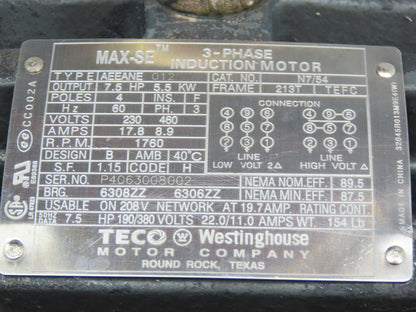 MAX-SE™ 3-PHASE INDUCTION MOTOR
TYPE AEEANE 012 CAT. NO. N7/54
OUTPUT 7.5 HP 5.5 KW FRAME 213T TEFC
POLES 4 INS. F CONNECTION
Hz 60 PH. 3
VOLTS 230 460
AMPS 17.8 8.9
R.P.M. 1760
DESIGN B AMB 40°C LINE LINE
S.F. 1.15 CODE H LOW VOLT 2△ HIGH VOLT △
SER.NO. P4063008002 NEMA NOM.EFF. 89.5
BRG. 6308ZZ 6306ZZ NEMA MIN.EFF. 87.5
USABLE ON 208V NETWORK AT 19.7AMP. RATING CONT.
50HZ 7.5 HP 190/380 VOLTS 22.0/11.0 AMPS WT. 154 Lb
TECO Westinghouse
MOTOR COMPANY
ROUND ROCK, TEXAS
CC002A
MADE IN CHINA